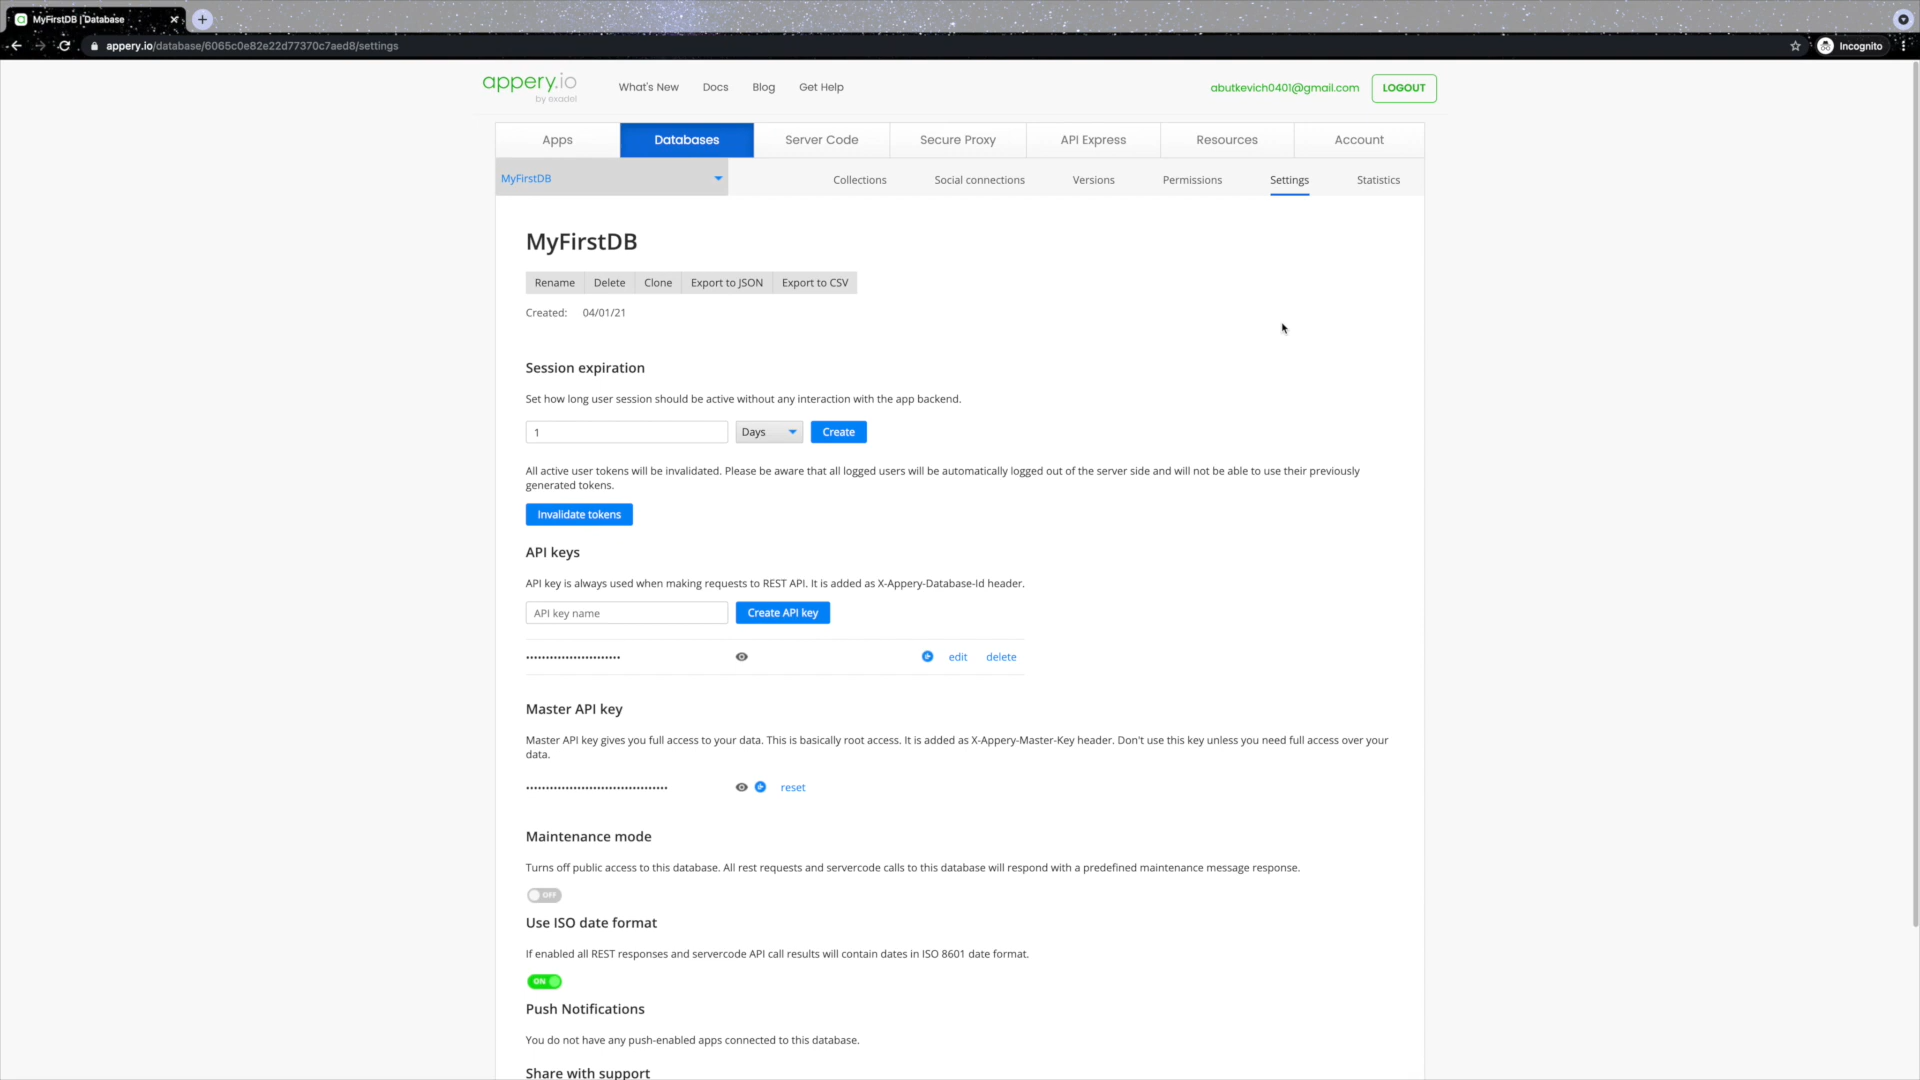 MyFirstDB | Database
appery.io/database/6065c0e82e22d77370c7aed8/settings
Incognito
appery.io
by exadel
What's New Docs Blog Get Help
abutkevich0401@gmail.com LOGOUT
Apps Databases Server Code Secure Proxy API Express Resources Account
MyFirstDB Collections Social connections Versions Permissions Settings Statistics
MyFirstDB
Rename Delete Clone Export to JSON Export to CSV
Created: 04/01/21
Session expiration
Set how long user session should be active without any interaction with the app backend.
1 Days Create
All active user tokens will be invalidated. Please be aware that all logged users will be automatically logged out of the server side and will not be able to use their previously
generated tokens.
Invalidate tokens
API keys
API key is always used when making requests to REST API. It is added as X-Appery-Database-Id header.
API key name Create API key
•••••••••••••••••••••••• edit delete
Master API key
Master API key gives you full access to your data. This is basically root access. It is added as X-Appery-Master-Key header. Don't use this key unless you need full access over your
data.
•••••••••••••••••••••••••••••••••••• reset
Maintenance mode
Turns off public access to this database. All rest requests and servercode calls to this database will respond with a predefined maintenance message response.
OFF
Use ISO date format
If enabled all REST responses and servercode API call results will contain dates in ISO 8601 date format.
ON
Push Notifications
You do not have any push-enabled apps connected to this database.
Share with support